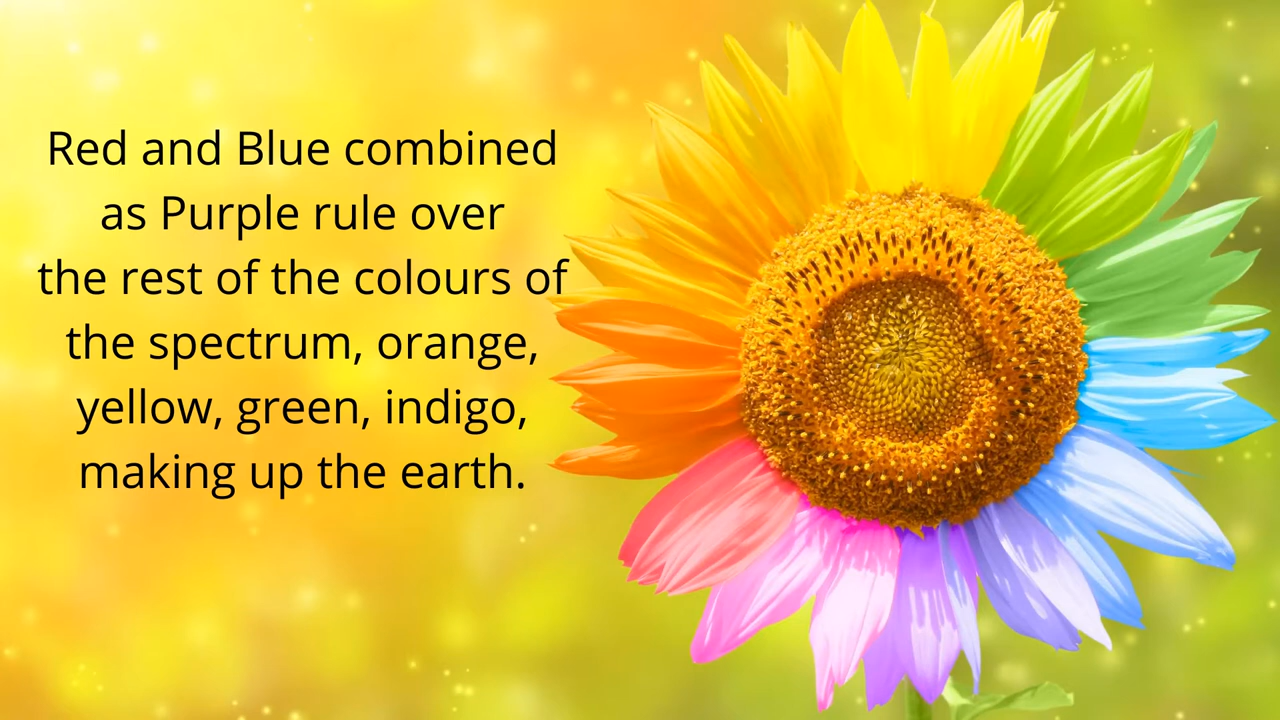 Red and Blue combined
as Purple rule over
the rest of the colours of
the spectrum, orange,
yellow, green, indigo,
making up the earth.